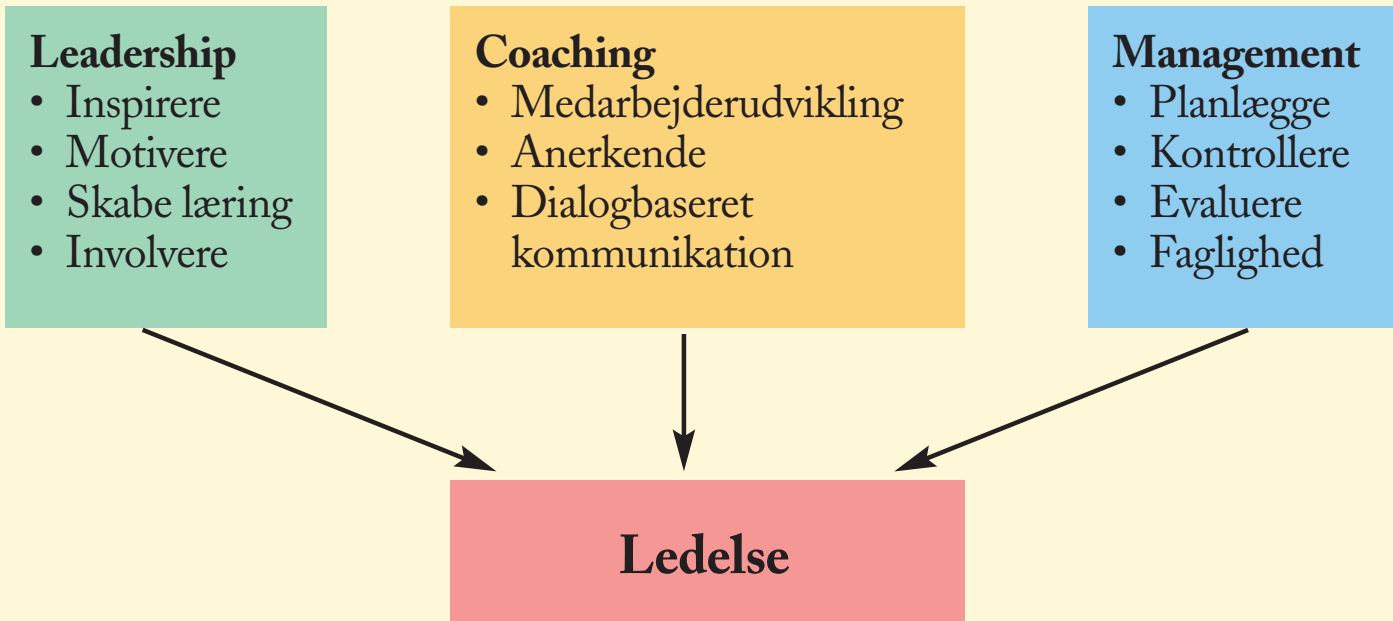 Leadership
• Inspirere
• Motivere
• Skabe læring
• Involvere
Coaching
• Medarbejderudvikling
• Anerkende
• Dialogbaseret
kommunikation
Management
• Planlægge
• Kontrollere
• Evaluere
• Faglighed
Ledelse